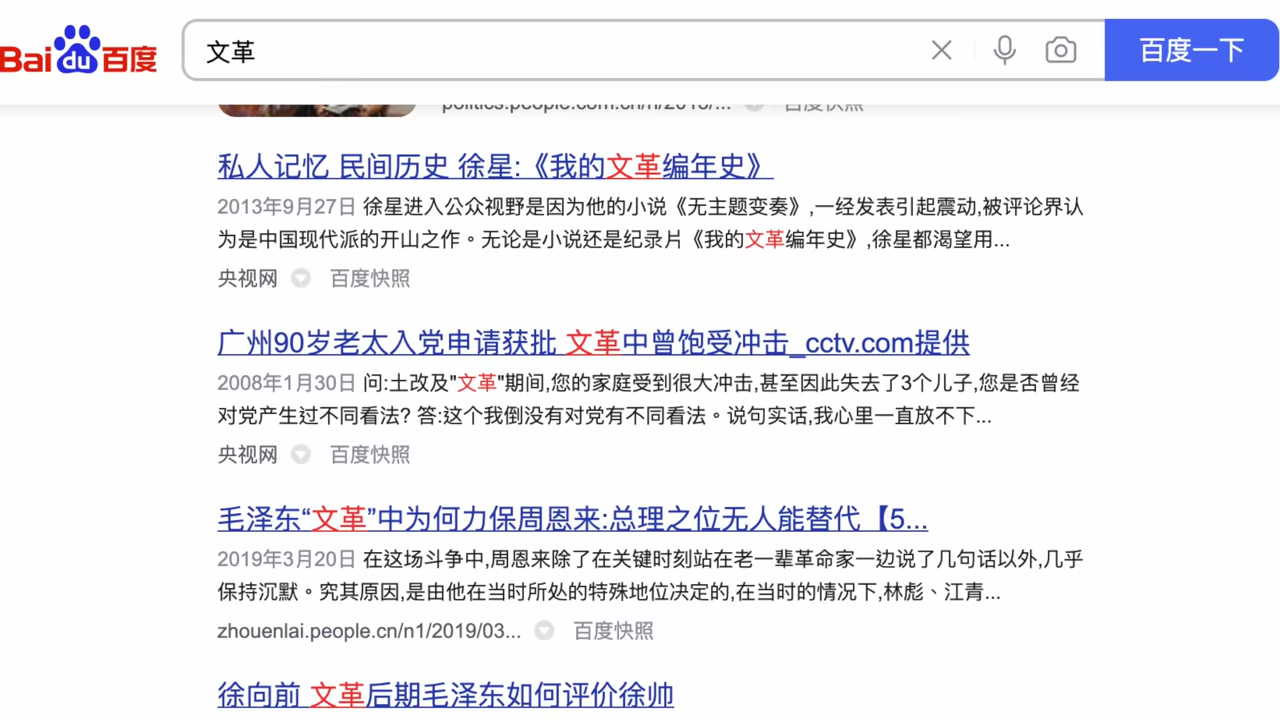 Bai du 百度
文革
百度一下
politics.people.com.cn/n/2013/... 百度快照
私人记忆 民间历史 徐星:《我的文革编年史》
2013年9月27日 徐星进入公众视野是因为他的小说《无主题变奏》,一经发表引起震动,被评论界认
为是中国现代派的开山之作。无论是小说还是纪录片《我的文革编年史》,徐星都渴望用...
央视网 百度快照
广州90岁老太入党申请获批 文革中曾饱受冲击_cctv.com提供
2008年1月30日 问:土改及"文革"期间,您的家庭受到很大冲击,甚至因此失去了3个儿子,您是否曾经
对党产生过不同看法? 答:这个我倒没有对党有不同看法。说句实话,我心里一直放不下...
央视网 百度快照
毛泽东“文革”中为何力保周恩来:总理之位无人能替代【5...
2019年3月20日 在这场斗争中,周恩来除了在关键时刻站在老一辈革命家一边说了几句话以外,几乎
保持沉默。究其原因,是由他在当时所处的特殊地位决定的,在当时的情况下,林彪、江青...
zhouenlai.people.cn/n1/2019/03... 百度快照
徐向前 文革后期毛泽东如何评价徐帅